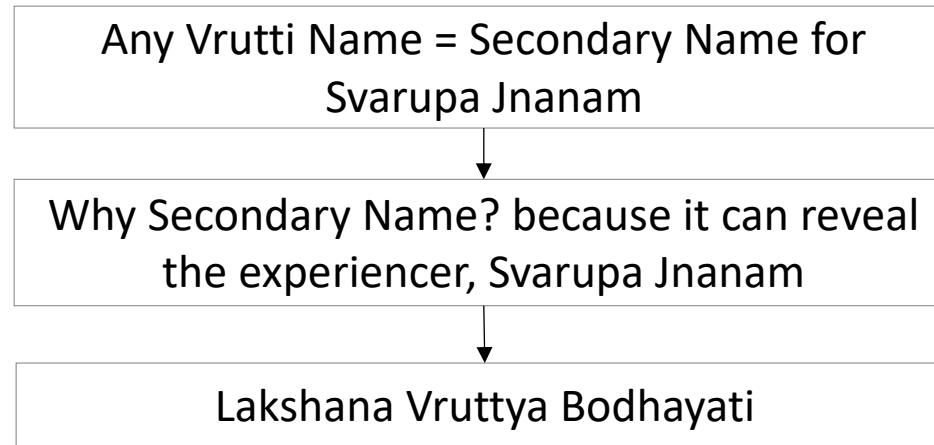 Any Vrutti Name = Secondary Name for
Svarupa Jnanam
Why Secondary Name? because it can reveal
the experiencer, Svarupa Jnanam
Lakshana Vruttya Bodhayati